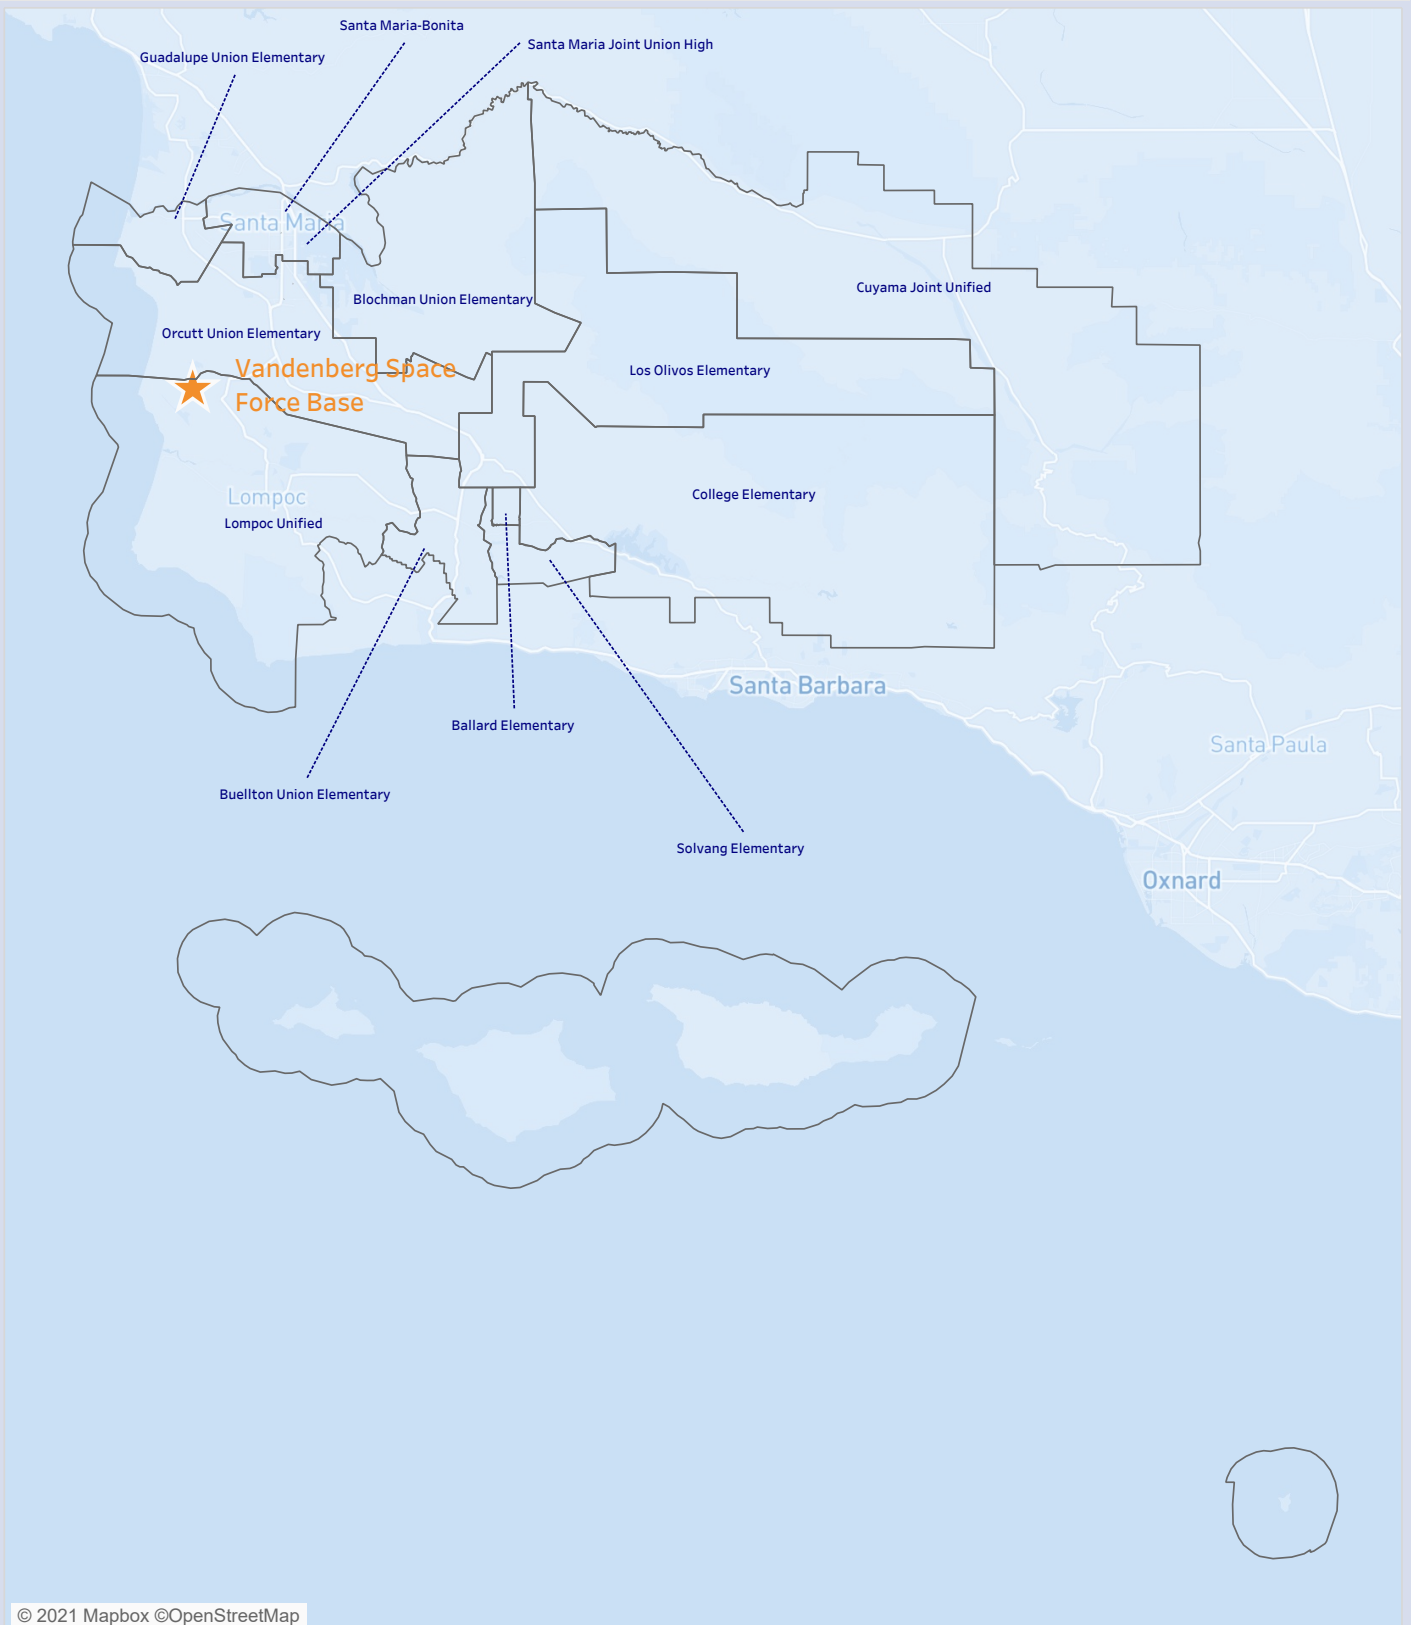 Santa Maria-Bonita
Santa Maria Joint Union High
Guadalupe Union Elementary
Santa Maria
Cuyama Joint Unified
Blochman Union Elementary
Orcutt Union Elementary
Vandenberg Space
Force Base
Los Olivos Elementary
College Elementary
Lompoc
Lompoc Unified
Santa Barbara
Ballard Elementary
Santa Paula
Buellton Union Elementary
Solvang Elementary
Oxnard
© 2021 Mapbox ©OpenStreetMap